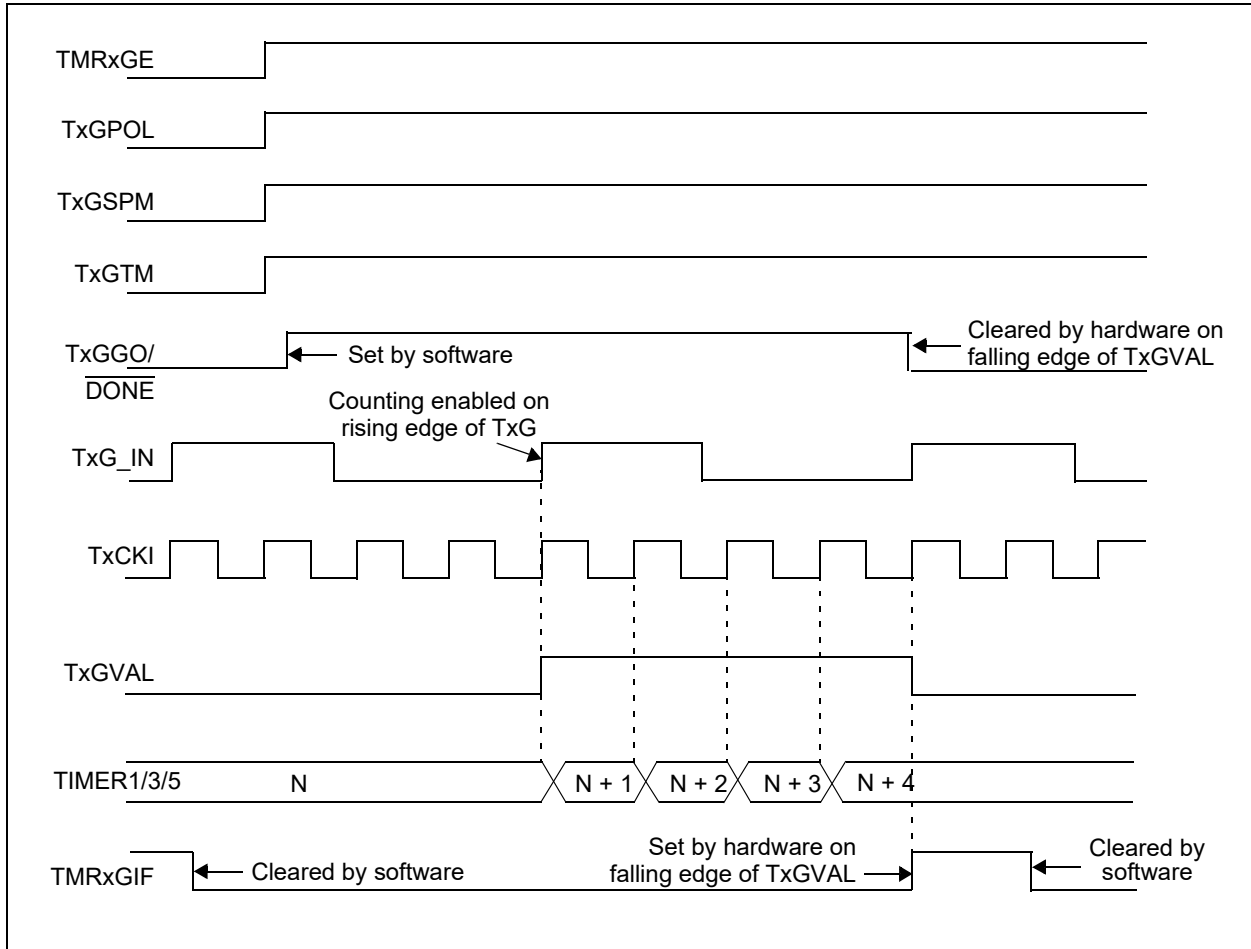 TMRxGE
TxGPOL
TxGSPM
TxGTM
TxGGO/
DONE
Set by software
Cleared by hardware on
falling edge of TxGVAL
Counting enabled on
rising edge of TxG
TxG_IN
TxCKI
TxGVAL
TIMER1/3/5
N
N + 1
N + 2
N + 3
N + 4
TMRxGIF
Cleared by software
Set by hardware on
falling edge of TxGVAL
Cleared by
software